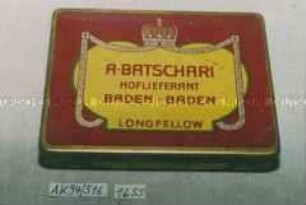 A·BATSCHARI
HOFLIEFERANT
BADEN-BADEN
LONGFELLOW
AK 94/516
1655